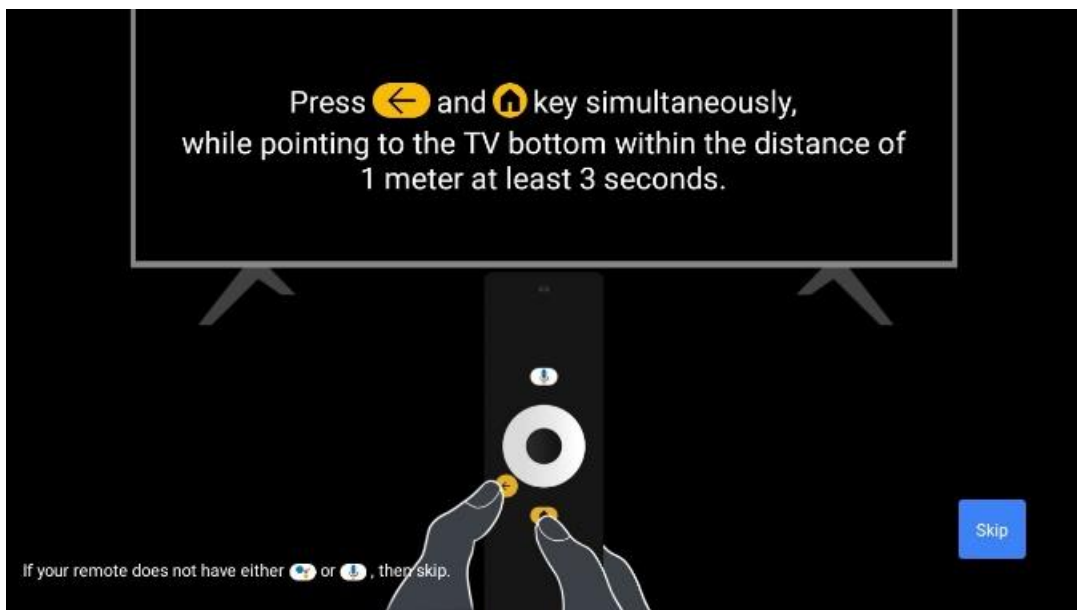 Press and key simultaneously,
while pointing to the TV bottom within the distance of
1 meter at least 3 seconds.
Skip
If your remote does not have either or , then skip.